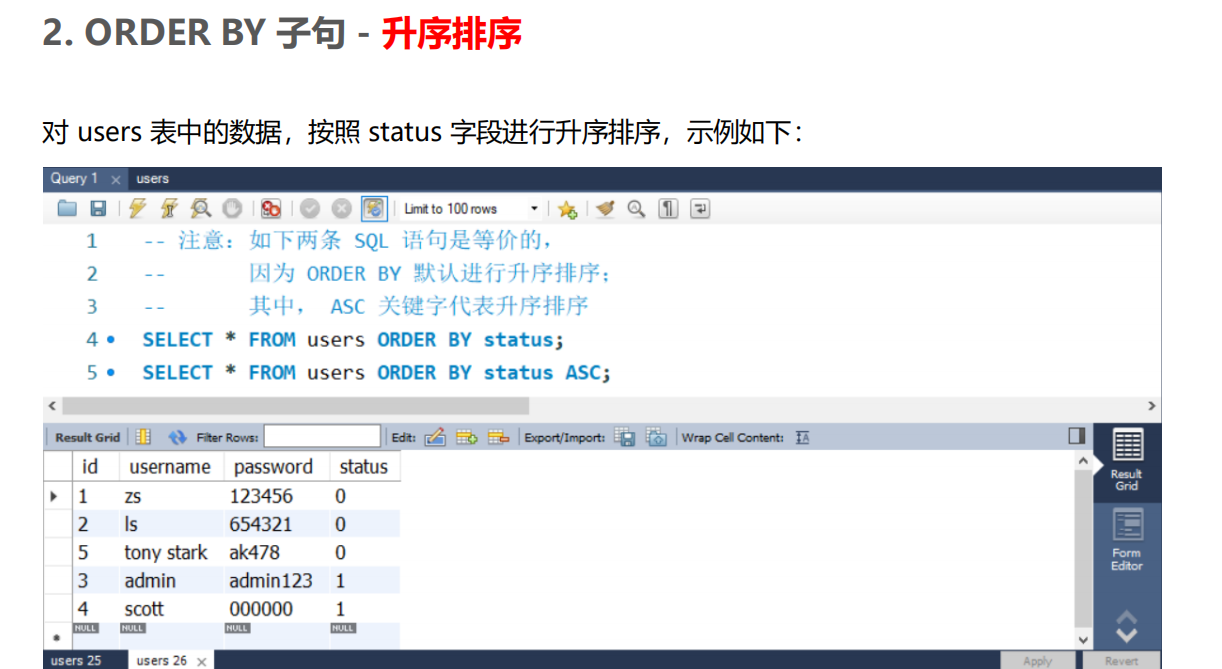 2. ORDER BY 子句 - 升序排序
对 users 表中的数据，按照 status 字段进行升序排序，示例如下：
Query 1 × users
Limit to 100 rows
1 -- 注意：如下两条 SQL 语句是等价的，
2 -- 因为 ORDER BY 默认进行升序排序；
3 -- 其中， ASC 关键字代表升序排序
4 SELECT * FROM users ORDER BY status;
5 SELECT * FROM users ORDER BY status ASC;
Result Grid Filter Rows: Edit: Export/Import: Wrap Cell Content:
id username password status
1 zs 123456 0
2 ls 654321 0
5 tony stark ak478 0
3 admin admin123 1
4 scott 000000 1
* NULL NULL NULL NULL
Result
Grid
Form
Editor
users 25 users 26 × Apply Revert